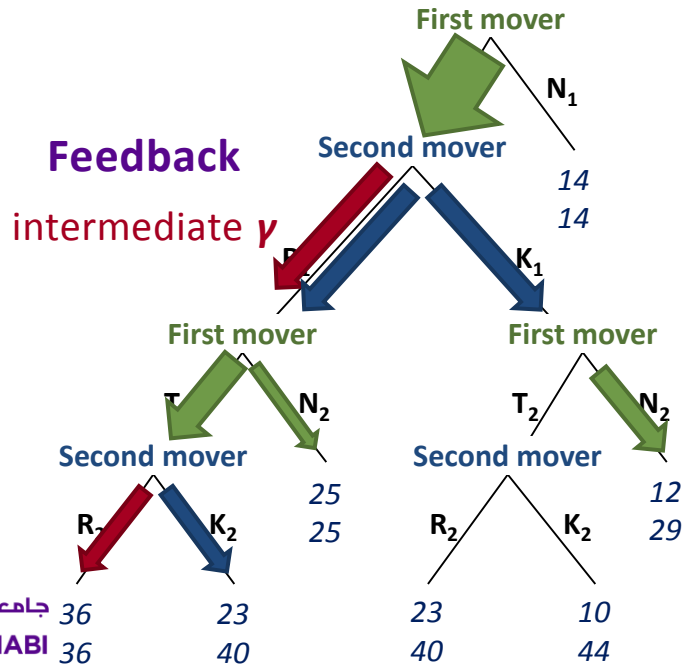 First mover
N₁
Feedback
Second mover
14
14
intermediate γ
K₁
First mover
First mover
N₂
T₂
N₂
Second mover
Second mover
25
25
12
29
K₂
R₂
K₂
36
23
23
10
36
40
40
44